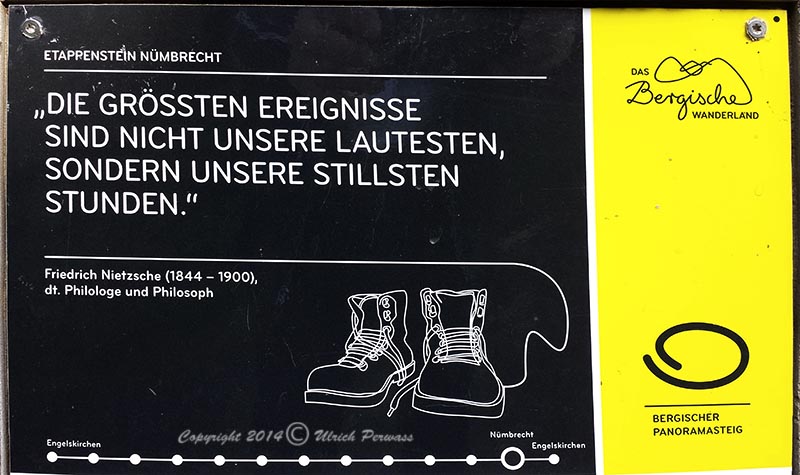 ETAPPENSTEIN NÜMBRECHT
„DIE GRÖSSTEN EREIGNISSE
SIND NICHT UNSERE LAUTESTEN,
SONDERN UNSERE STILLSTEN
STUNDEN.“
Friedrich Nietzsche (1844 – 1900),
dt. Philologe und Philosoph
DAS
Bergische
WANDERLAND
BERGISCHER
PANORAMASTEIG
Engelskirchen
Nümbrecht
Engelskirchen
Copyright 2014 © Ulrich Perwass